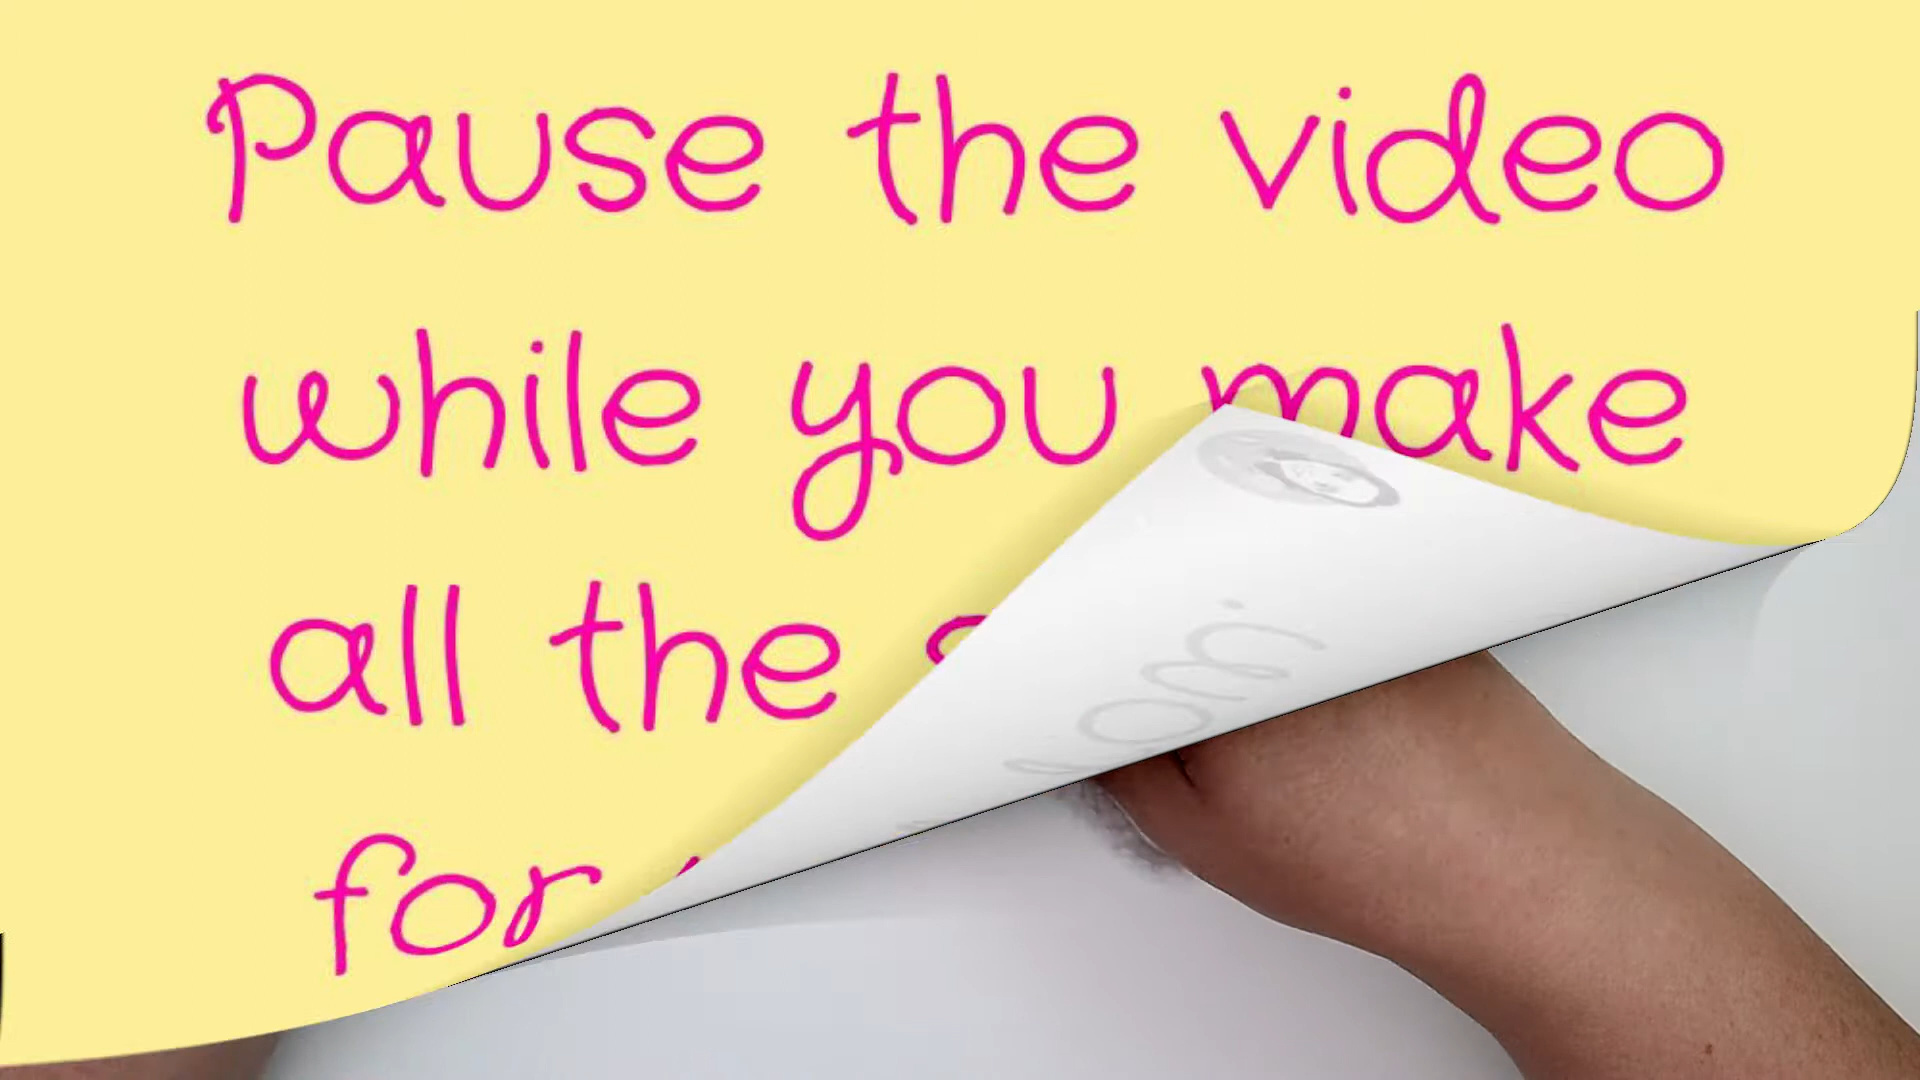 Pause the video
while you make
all the
for